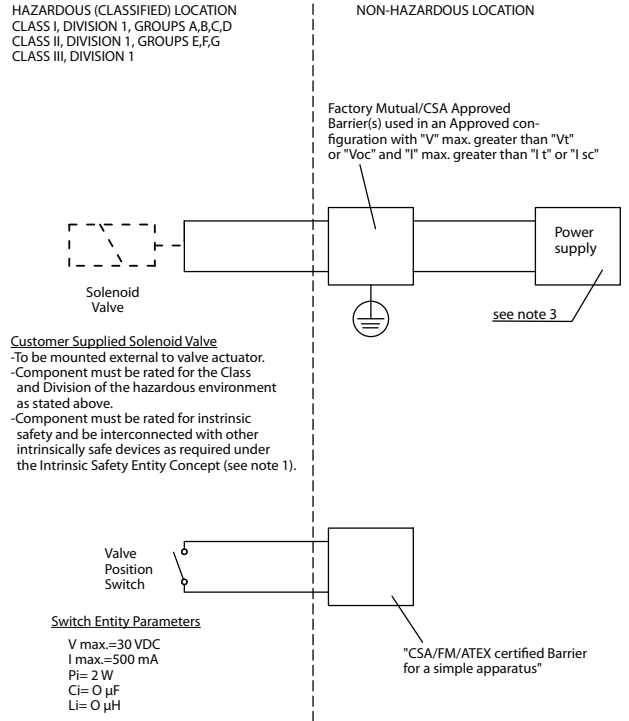 HAZARDOUS (CLASSIFIED) LOCATION
CLASS I, DIVISION 1, GROUPS A,B,C,D
CLASS II, DIVISION 1, GROUPS E,F,G
CLASS III, DIVISION 1
NON-HAZARDOUS LOCATION
Factory Mutual/CSA Approved
Barrier(s) used in an Approved con-
figuration with "V" max. greater than "Vt"
or "Voc" and "I" max. greater than "I t" or "I sc"
Power
supply
see note 3
Solenoid
Valve
Customer Supplied Solenoid Valve
-To be mounted external to valve actuator.
-Component must be rated for the Class
and Division of the hazardous environment
as stated above.
-Component must be rated for instrinsic
safety and be interconnected with other
intrinsically safe devices as required under
the Intrinsic Safety Entity Concept (see note 1).
Valve
Position
Switch
Switch Entity Parameters
V max.=30 VDC
I max.=500 mA
Pi= 2 W
Ci= O µF
Li= O µH
"CSA/FM/ATEX certified Barrier
for a simple apparatus"